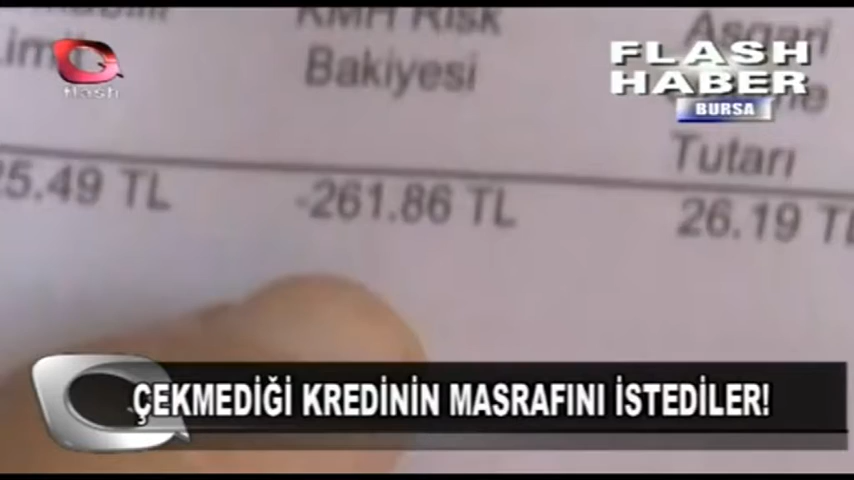 KMH Risk
Bakiyesi
Asgari
Tutarı
25.49 TL
-261.86 TL
26.19 TL
flash
FLASH
HABER
BURSA
ÇEKMEDİĞİ KREDİNİN MASRAFINI İSTEDİLER!